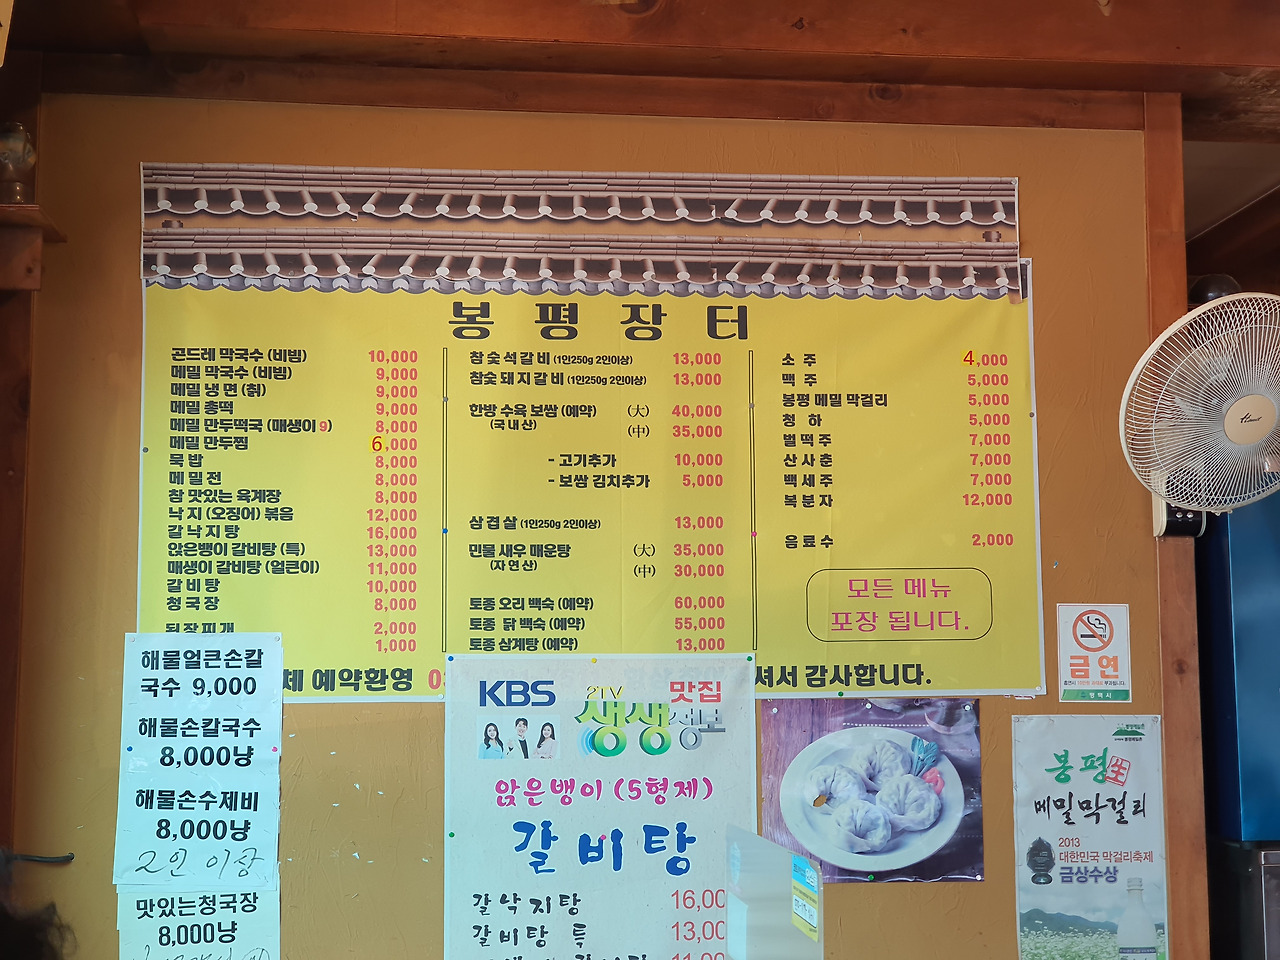 봉평장터
곤드레 막국수 (비빔) 10,000
메밀 막국수 (비빔) 9,000
메밀 냉면 (칡) 9,000
메밀 총떡 9,000
메밀 만두떡국 (매생이 9) 8,000
메밀 만두찜 6,000
묵밥 8,000
메밀전 8,000
참 맛있는 육계장 8,000
낙지 (오징어) 볶음 12,000
갈낙지탕 16,000
앉은뱅이 갈비탕 (특) 13,000
매생이 갈비탕 (얼큰이) 11,000
갈비탕 10,000
청국장 8,000
2,000
1,000
참숯석갈비 (1인250g 2인이상) 13,000
참숯돼지갈비 (1인250g 2인이상) 13,000
한방 수육 보쌈 (예약) (大) 40,000
(국내산) (中) 35,000
- 고기추가 10,000
- 보쌈 김치추가 5,000
삼겹살 (1인250g 2인이상) 13,000
민물 새우 매운탕 (大) 35,000
(자연산) (中) 30,000
토종 오리 백숙 (예약) 60,000
토종 닭 백숙 (예약) 55,000
토종 삼계탕 (예약) 13,000
소주 4,000
맥주 5,000
봉평 메밀 막걸리 5,000
청하 5,000
벌떡주 7,000
산사춘 7,000
백세주 7,000
복분자 12,000
음료수 2,000
모든 메뉴
포장 됩니다.
예약환영 0
셔서 감사합니다.
해물얼큰손칼
국수 9,000
해물손칼국수
8,000냥
해물손수제비
8,000냥
2인 이상
맛있는청국장
8,000냥
KBS 2TV 맛집
생생정보
앉은뱅이 (5형제)
갈비탕
갈낙지탕 16,00
갈비탕 특 13,00
금연
평택시
봉평生
메밀막걸리
2013
대한민국 막걸리축제
금상수상